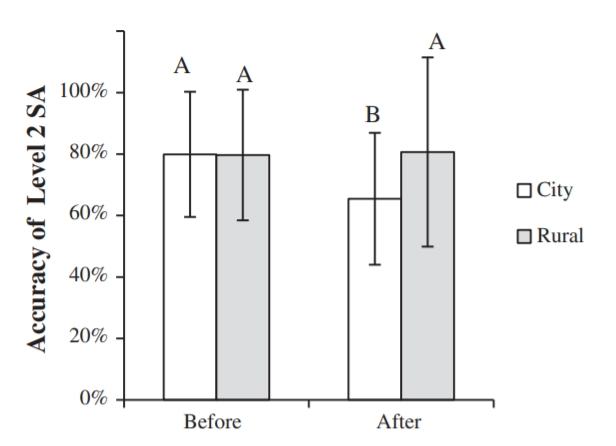 Accuracy of Level 2 SA
100%
80%
60%
40%
20%
0%
A
A
B
A
Before
After
City
Rural